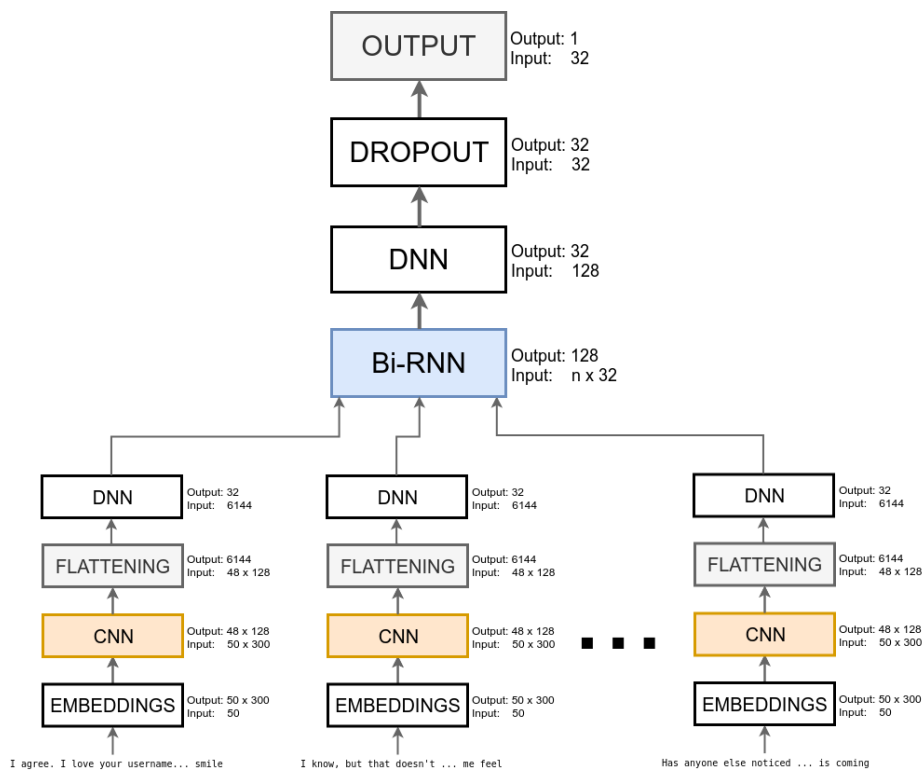 OUTPUT
Output: 1
Input: 32
DROPOUT
Output: 32
Input: 32
DNN
Output: 32
Input: 128
Bi-RNN
Output: 128
Input: n x 32
DNN
Output: 32
Input: 6144
DNN
Output: 32
Input: 6144
DNN
Output: 32
Input: 6144
FLATTENING
Output: 6144
Input: 48 x 128
FLATTENING
Output: 6144
Input: 48 x 128
FLATTENING
Output: 6144
Input: 48 x 128
CNN
Output: 48 x 128
Input: 50 x 300
CNN
Output: 48 x 128
Input: 50 x 300
CNN
Output: 48 x 128
Input: 50 x 300
EMBEDDINGS
Output: 50 x 300
Input: 50
EMBEDDINGS
Output: 50 x 300
Input: 50
EMBEDDINGS
Output: 50 x 300
Input: 50
I agree. I love your username... smile
I know, but that doesn't ... me feel
Has anyone else noticed ... is coming